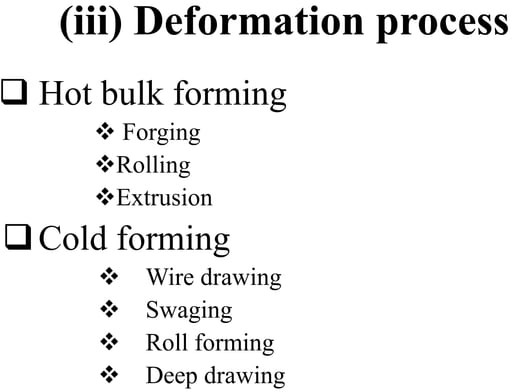 (iii) Deformation process
❑ Hot bulk forming
❖ Forging
❖Rolling
❖Extrusion
❑ Cold forming
❖ Wire drawing
❖ Swaging
❖ Roll forming
❖ Deep drawing